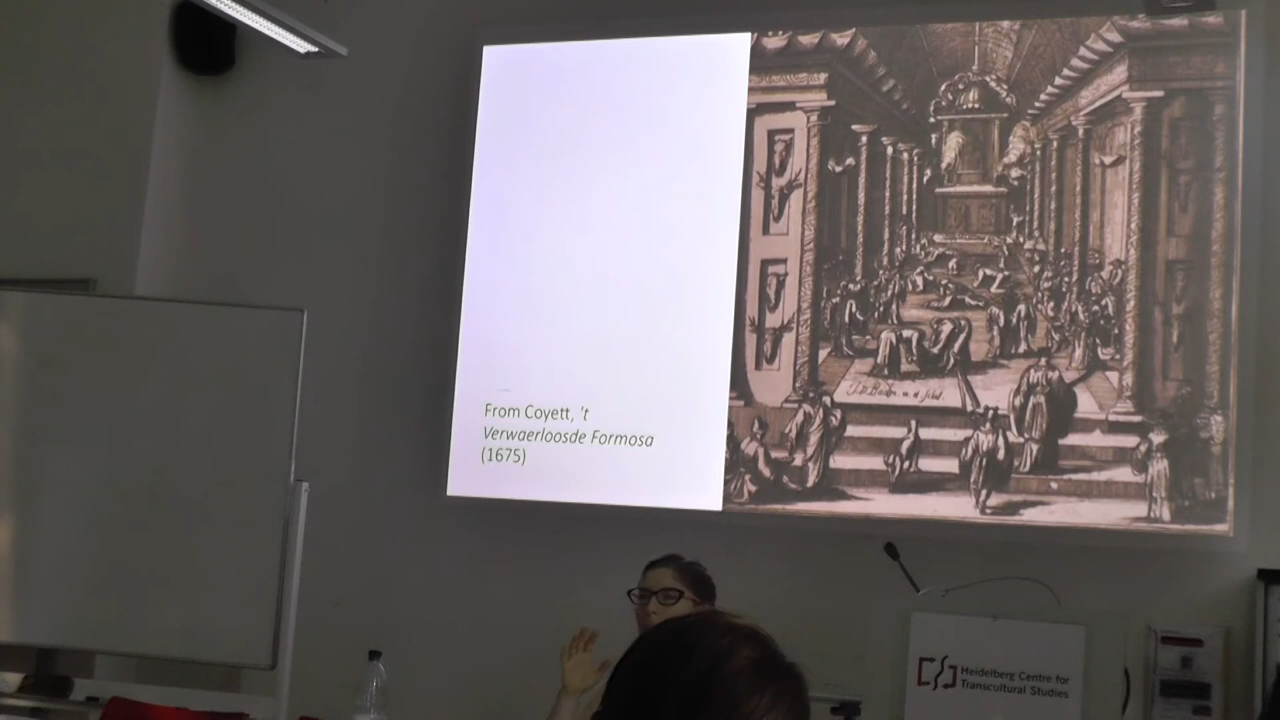 From Coyett, 't
Verwaerloosde Formosa
(1675)
Heidelberg Centre for
Transcultural Studies